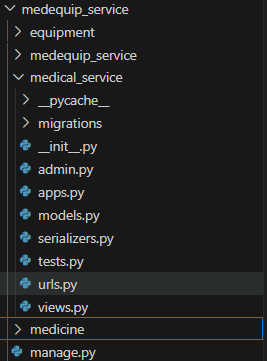 medequip_service
equipment
medequip_service
medical_service
__pycache__
migrations
__init__.py
admin.py
apps.py
models.py
serializers.py
tests.py
urls.py
views.py
medicine
manage.py